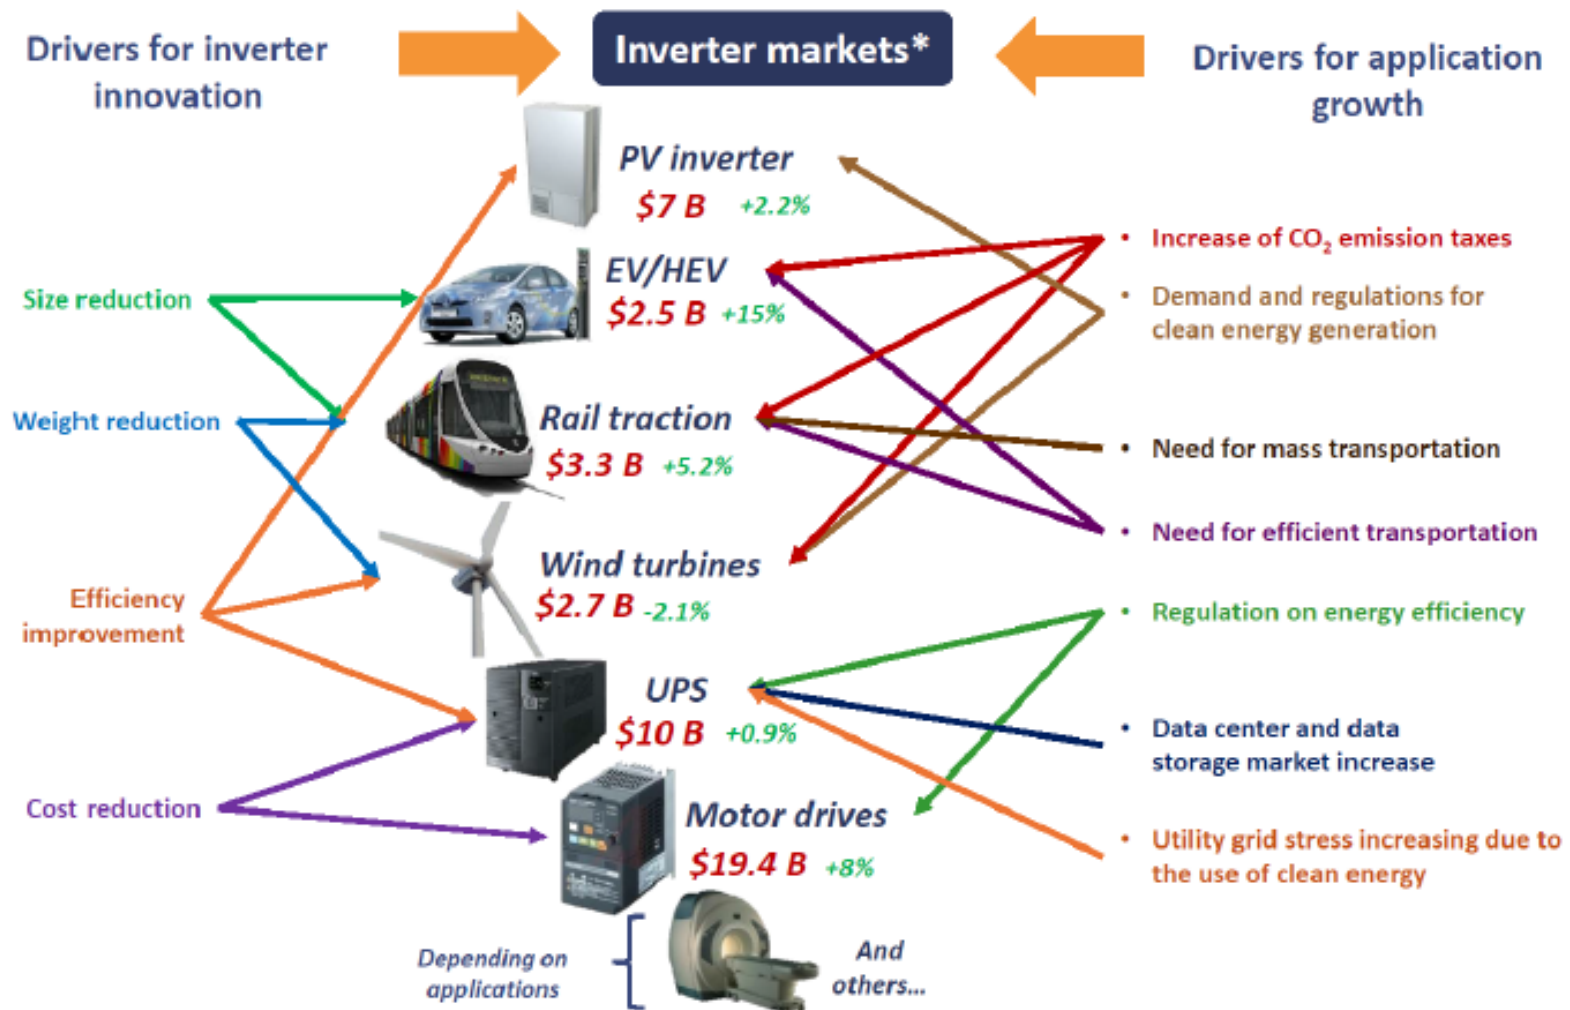 Drivers for inverter
innovation
Inverter markets*
Drivers for application
growth
PV inverter
$7 B +2.2%
EV/HEV
$2.5 B +15%
Rail traction
$3.3 B +5.2%
Wind turbines
$2.7 B -2.1%
UPS
$10 B +0.9%
Motor drives
$19.4 B +8%
Depending on
applications
And
others...
Size reduction
Weight reduction
Efficiency
improvement
Cost reduction
• Increase of CO₂ emission taxes
• Demand and regulations for
clean energy generation
• Need for mass transportation
• Need for efficient transportation
• Regulation on energy efficiency
• Data center and data
storage market increase
• Utility grid stress increasing due to
the use of clean energy